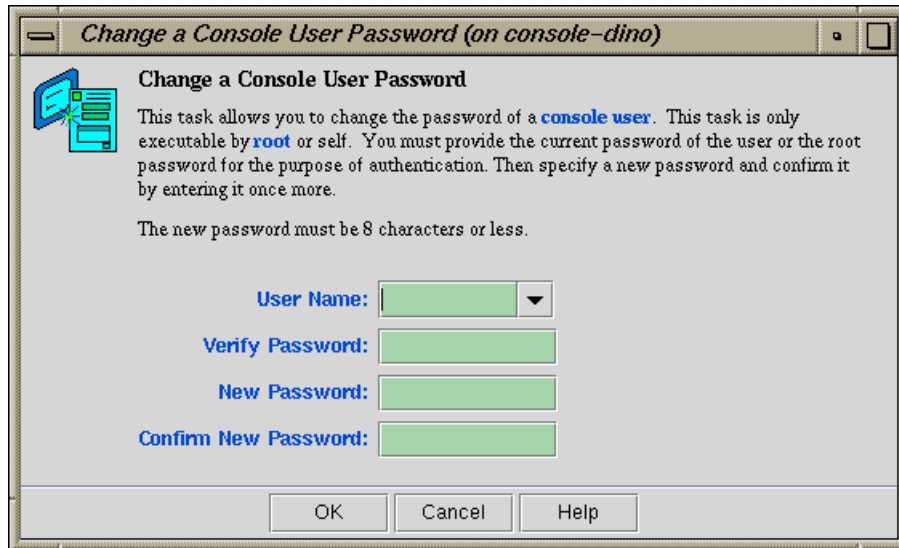 Change a Console User Password (on console-dino)
Change a Console User Password
This task allows you to change the password of a console user. This task is only
executable by root or self. You must provide the current password of the user or the root
password for the purpose of authentication. Then specify a new password and confirm it
by entering it once more.
The new password must be 8 characters or less.
User Name:
Verify Password:
New Password:
Confirm New Password:
OK Cancel Help